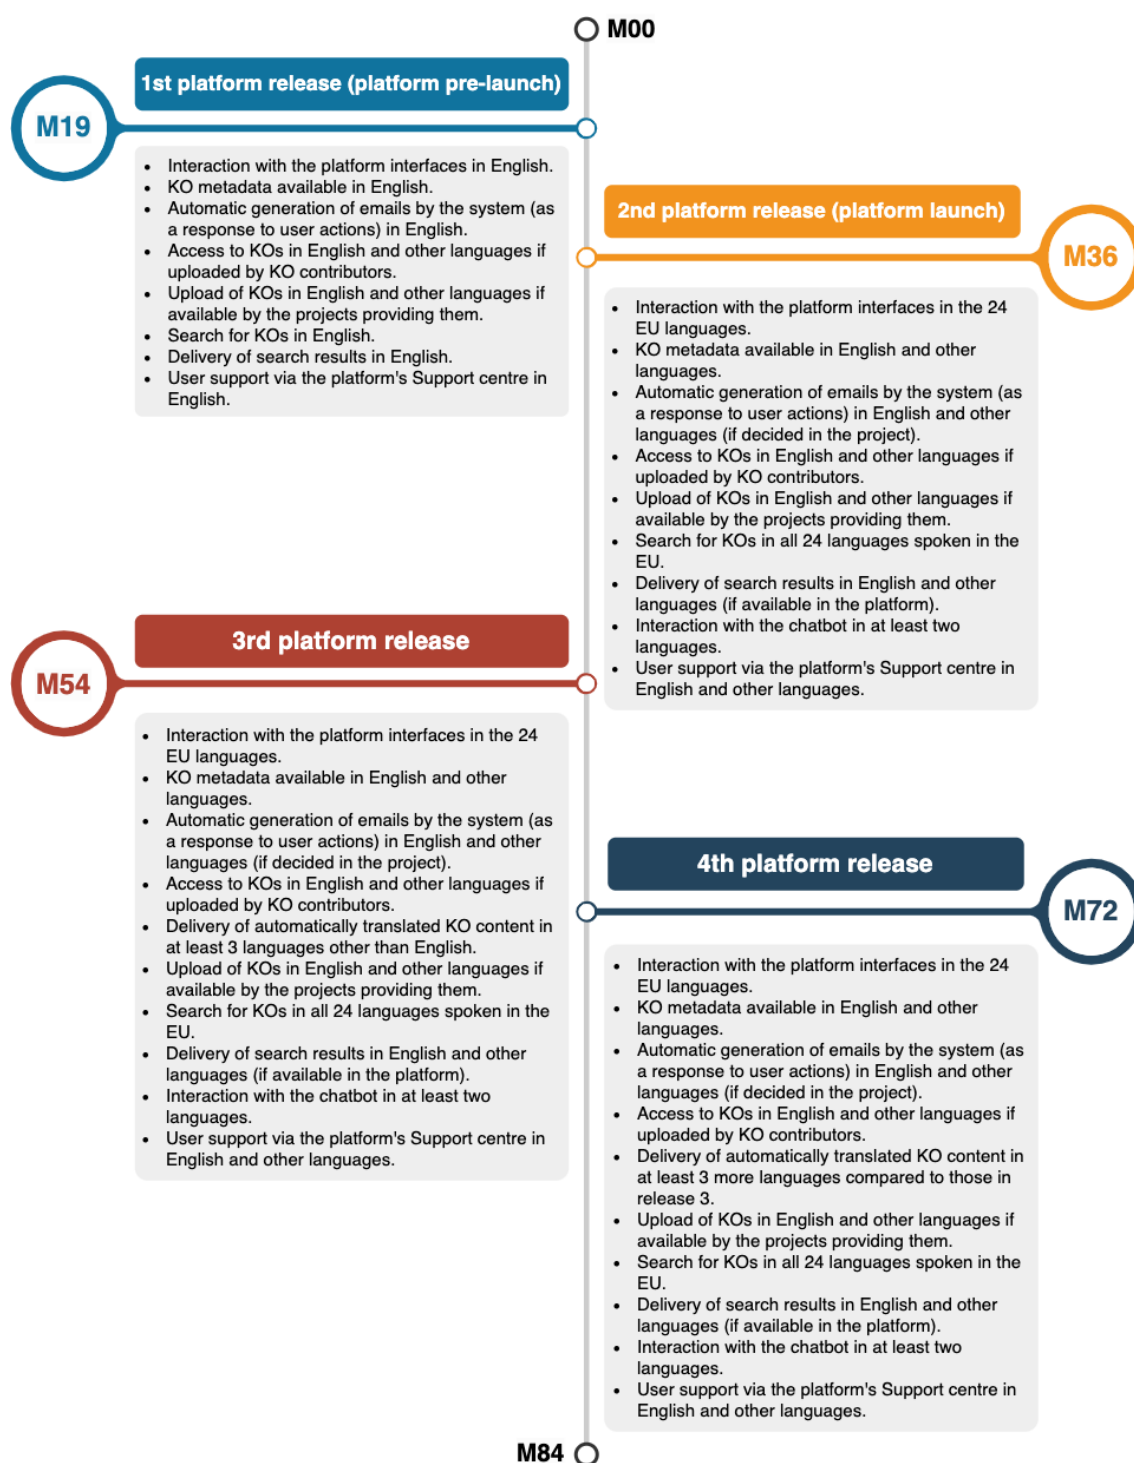 M00
1st platform release (platform pre-launch)
M19
• Interaction with the platform interfaces in English.
• KO metadata available in English.
• Automatic generation of emails by the system (as
a response to user actions) in English.
• Access to KOs in English and other languages if
uploaded by KO contributors.
• Upload of KOs in English and other languages if
available by the projects providing them.
• Search for KOs in English.
• Delivery of search results in English.
• User support via the platform's Support centre in
English.
2nd platform release (platform launch)
M36
• Interaction with the platform interfaces in the 24
EU languages.
• KO metadata available in English and other
languages.
• Automatic generation of emails by the system (as
a response to user actions) in English and other
languages (if decided in the project).
• Access to KOs in English and other languages if
uploaded by KO contributors.
• Upload of KOs in English and other languages if
available by the projects providing them.
• Search for KOs in all 24 languages spoken in the
EU.
• Delivery of search results in English and other
languages (if available in the platform).
• Interaction with the chatbot in at least two
languages.
• User support via the platform's Support centre in
English and other languages.
3rd platform release
M54
• Interaction with the platform interfaces in the 24
EU languages.
• KO metadata available in English and other
languages.
• Automatic generation of emails by the system (as
a response to user actions) in English and other
languages (if decided in the project).
• Access to KOs in English and other languages if
uploaded by KO contributors.
• Delivery of automatically translated KO content in
at least 3 languages other than English.
• Upload of KOs in English and other languages if
available by the projects providing them.
• Search for KOs in all 24 languages spoken in the
EU.
• Delivery of search results in English and other
languages (if available in the platform).
• Interaction with the chatbot in at least two
languages.
• User support via the platform's Support centre in
English and other languages.
4th platform release
M72
• Interaction with the platform interfaces in the 24
EU languages.
• KO metadata available in English and other
languages.
• Automatic generation of emails by the system (as
a response to user actions) in English and other
languages (if decided in the project).
• Access to KOs in English and other languages if
uploaded by KO contributors.
• Delivery of automatically translated KO content in
at least 3 more languages compared to those in
release 3.
• Upload of KOs in English and other languages if
available by the projects providing them.
• Search for KOs in all 24 languages spoken in the
EU.
• Delivery of search results in English and other
languages (if available in the platform).
• Interaction with the chatbot in at least two
languages.
• User support via the platform's Support centre in
English and other languages.
M84